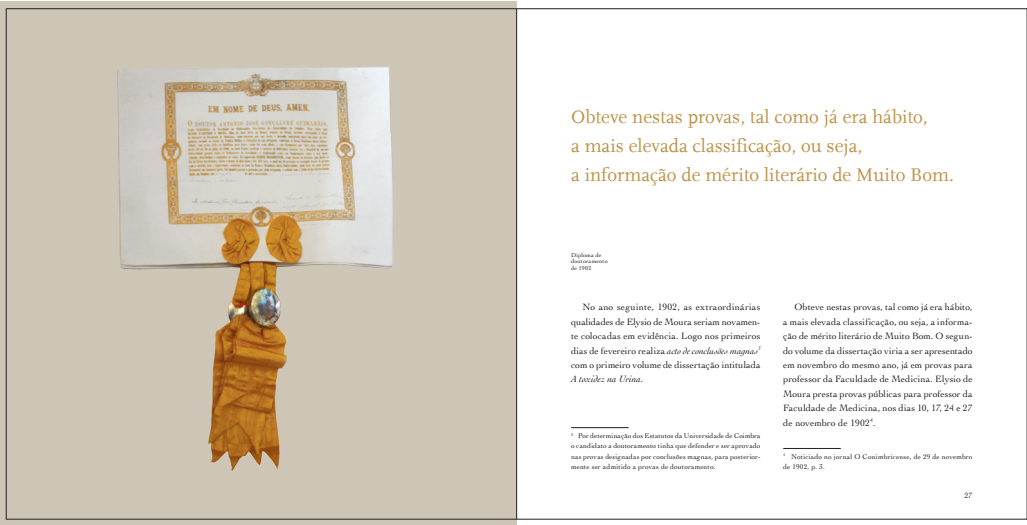 EM NOME DE DEUS, AMEN.
O DOUTOR ANTONIO JOSÉ GONÇALVES GUIMARÃES,
Obteve nestas provas, tal como já era hábito,
a mais elevada classificação, ou seja,
a informação de mérito literário de Muito Bom.
Diploma de
doutoramento
de 1902
No ano seguinte, 1902, as extraordinárias
qualidades de Elysio de Moura seriam novamen-
te colocadas em evidência. Logo nos primeiros
dias de fevereiro realiza acto de conclusões magnas³
com o primeiro volume de dissertação intitulada
A toxidez na Urina.
³ Por determinação dos Estatutos da Universidade de Coimbra
o candidato a doutoramento tinha que defender e ser aprovado
nas provas designadas por conclusões magnas, para posterior-
mente ser admitido a provas de doutoramento.
Obteve nestas provas, tal como já era hábito,
a mais elevada classificação, ou seja, a informa-
ção de mérito literário de Muito Bom. O segun-
do volume da dissertação viria a ser apresentado
em novembro do mesmo ano, já em provas para
professor da Faculdade de Medicina. Elysio de
Moura presta provas públicas para professor da
Faculdade de Medicina, nos dias 10, 17, 24 e 27
de novembro de 1902⁴.
⁴ Noticiado no jornal O Conimbricense, de 29 de novembro
de 1902, p. 3.
27